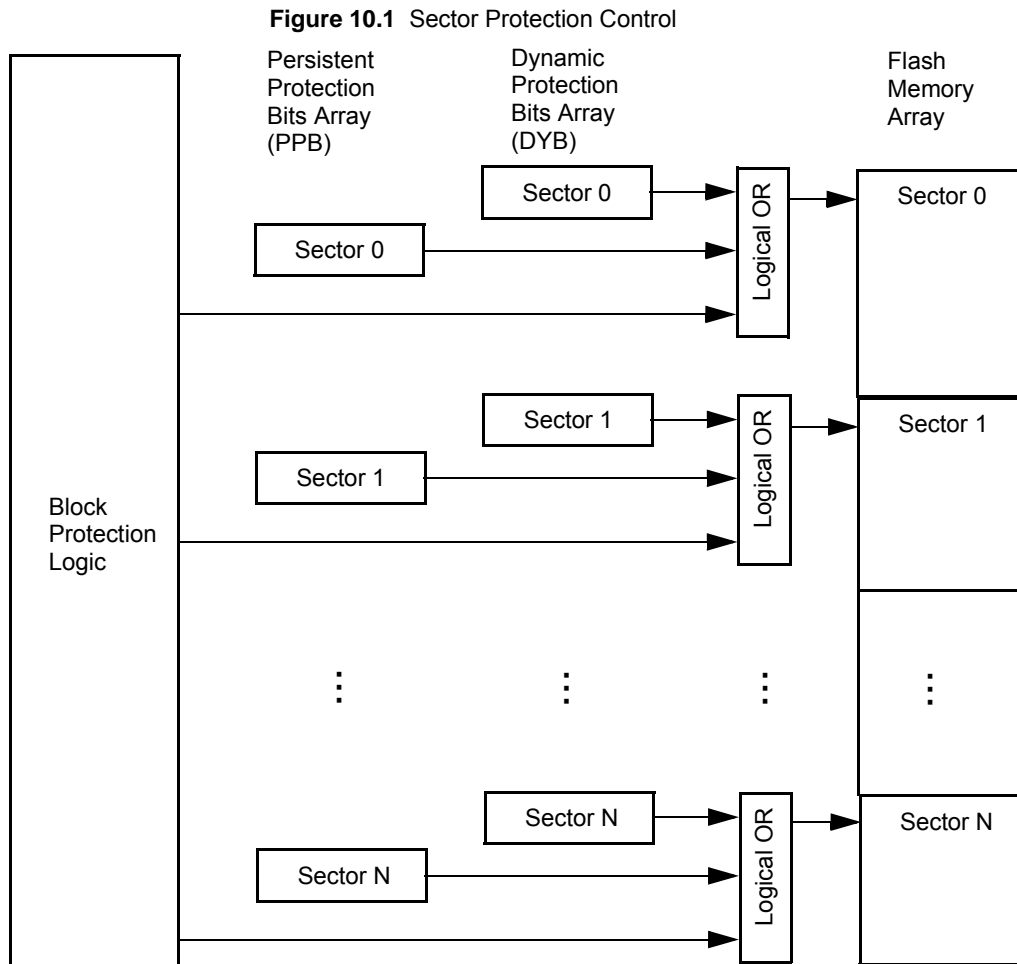 Figure 10.1 Sector Protection Control
Persistent
Protection
Bits Array
(PPB)
Dynamic
Protection
Bits Array
(DYB)
Flash
Memory
Array
Block
Protection
Logic
Sector 0
Sector 0
Logical OR
Sector 0
Sector 1
Sector 1
Logical OR
Sector 1
⋮ ⋮ ⋮ ⋮
Sector N
Sector N
Logical OR
Sector N